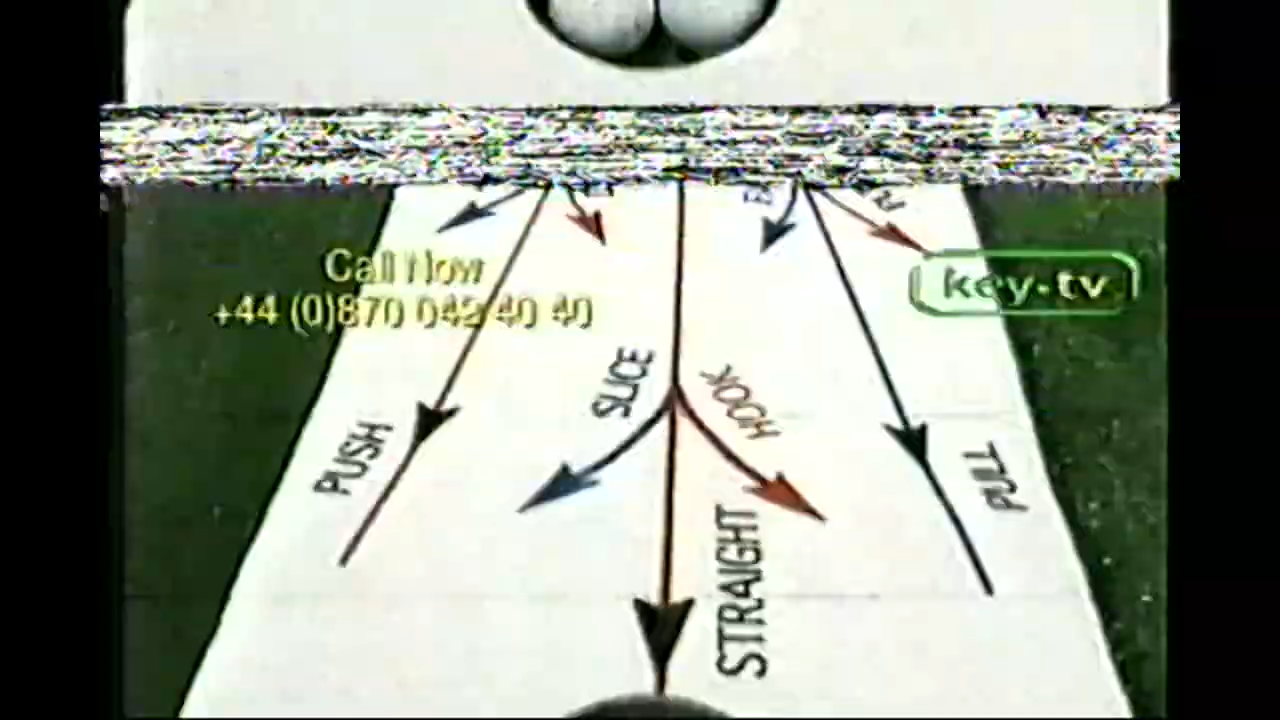 Call Now
+44 (0)870 042 40 40
key-tv
SLICE
HOOK
PUSH
PULL
STRAIGHT